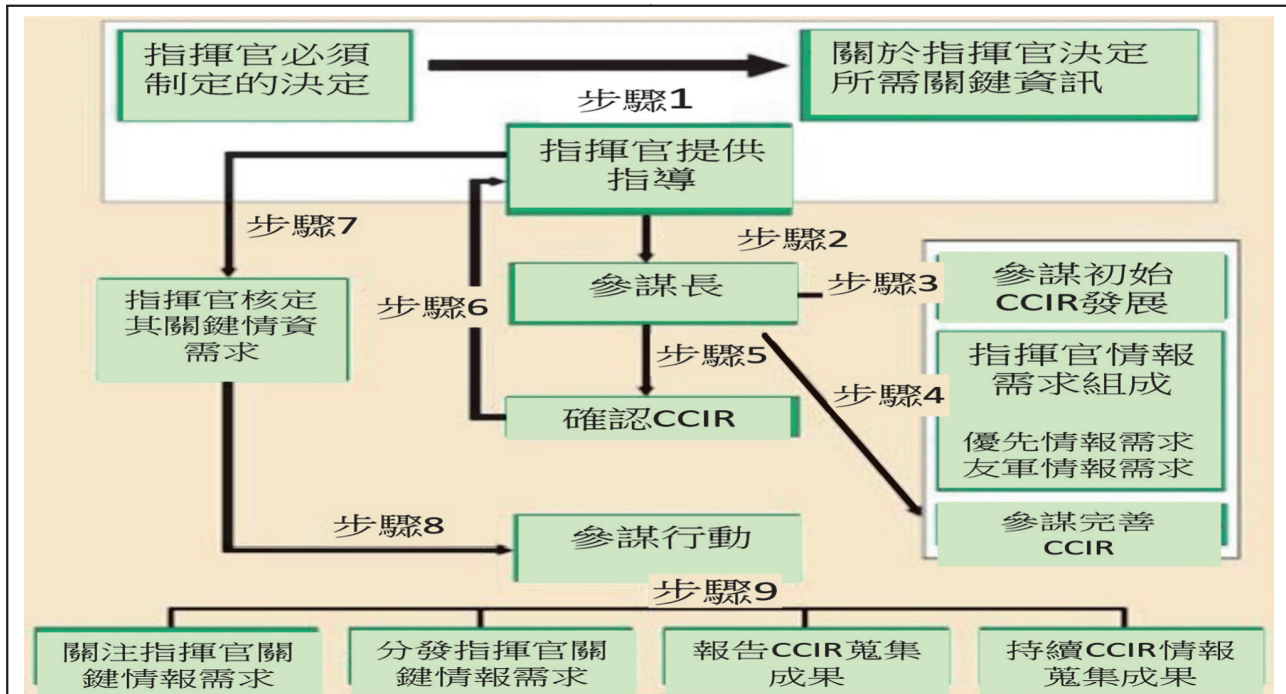 指揮官必須
制定的決定
關於指揮官決定
所需關鍵資訊
步驟1
指揮官提供
指導
步驟7
步驟2
參謀長
步驟3
參謀初始
CCIR發展
指揮官核定
其關鍵情資
需求
步驟6
步驟5
指揮官情報
需求組成
優先情報需求
友軍情報需求
步驟4
確認CCIR
參謀完善
CCIR
步驟8
參謀行動
步驟9
關注指揮官關
鍵情報需求
分發指揮官關
鍵情報需求
報告CCIR蒐集
成果
持續CCIR情報
蒐集成果